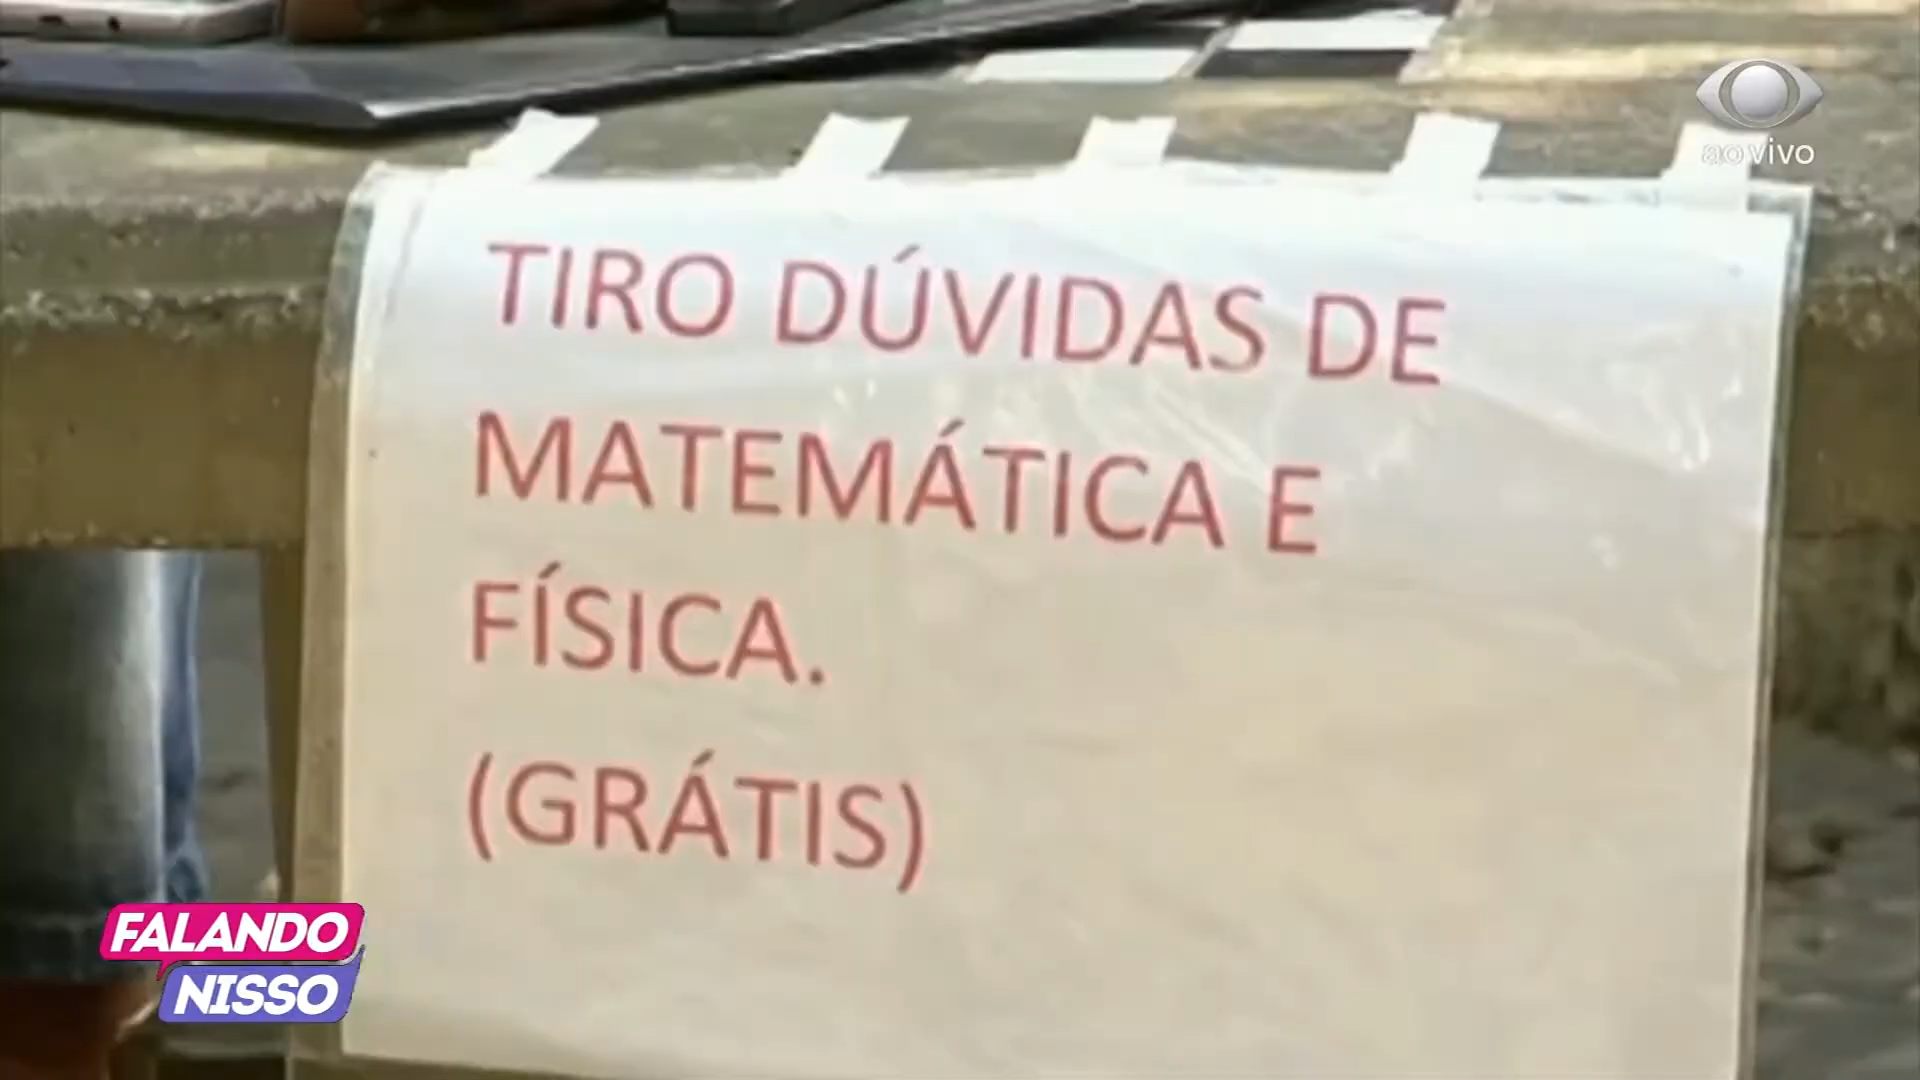 ao vivo
TIRO DÚVIDAS DE
MATEMÁTICA E
FÍSICA.
(GRÁTIS)
FALANDO
NISSO